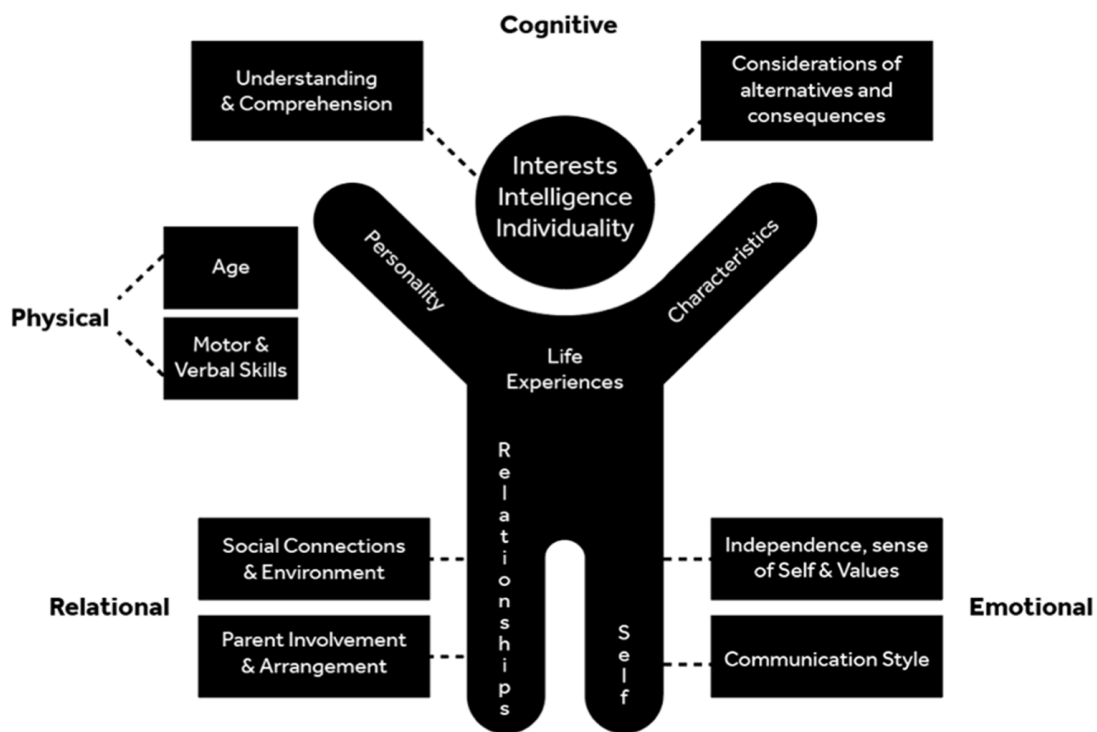 Cognitive
Understanding
& Comprehension
Considerations of
alternatives and
consequences
Interests
Intelligence
Individuality
Personality
Characteristics
Physical
Age
Motor &
Verbal Skills
Life
Experiences
Relationships
Self
Relational
Social Connections
& Environment
Parent Involvement
& Arrangement
Independence, sense
of Self & Values
Communication Style
Emotional